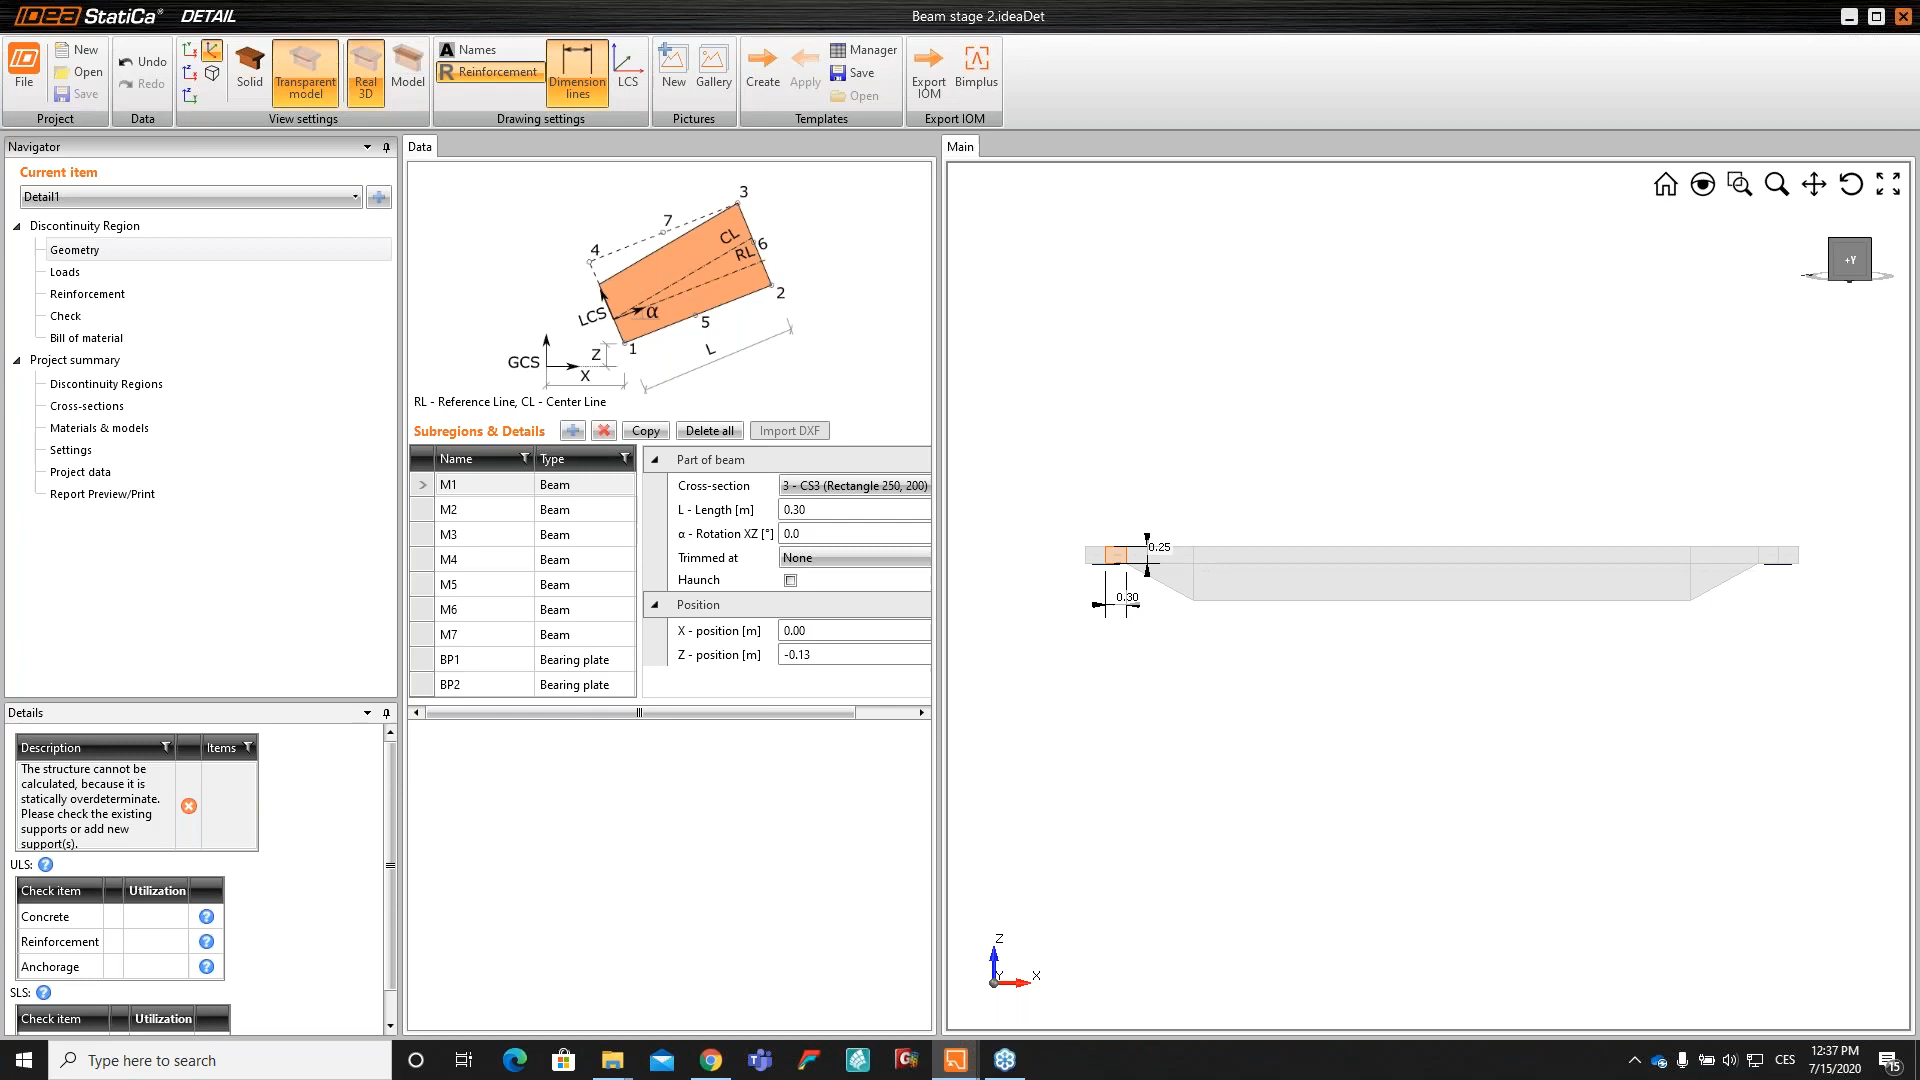 IDEA StatiCa® DETAIL
Beam stage 2.ideaDet
File
New
Open
Save
Project
Undo
Redo
Data
Solid
Transparent model
Real 3D
Model
View settings
Names
Reinforcement
Dimension lines
LCS
Drawing settings
New
Gallery
Pictures
Create
Apply
Manager
Save
Open
Templates
Export IOM
Bimplus
Export IOM
Navigator
Current item
Detail1
Discontinuity Region
Geometry
Loads
Reinforcement
Check
Bill of material
Project summary
Discontinuity Regions
Cross-sections
Materials & models
Settings
Project data
Report Preview/Print
Details
Description Items
The structure cannot be
calculated, because it is
statically overdeterminate.
Please check the existing
supports or add new
support(s).
ULS:
Check item Utilization
Concrete
Reinforcement
Anchorage
SLS:
Check item Utilization
Data
3
7
4
CL
6
RL
2
LCS
α
5
1
L
GCS
Z
X
RL - Reference Line, CL - Center Line
Subregions & Details Copy Delete all Import DXF
Name Type
M1 Beam
M2 Beam
M3 Beam
M4 Beam
M5 Beam
M6 Beam
M7 Beam
BP1 Bearing plate
BP2 Bearing plate
Part of beam
Cross-section 3 - CS3 (Rectangle 250, 200)
L - Length [m] 0.30
α - Rotation XZ [°] 0.0
Trimmed at None
Haunch
Position
X - position [m] 0.00
Z - position [m] -0.13
Main
+Y
0.25
0.30
Z
Y
X
Type here to search
CES
12:37 PM
7/15/2020
15